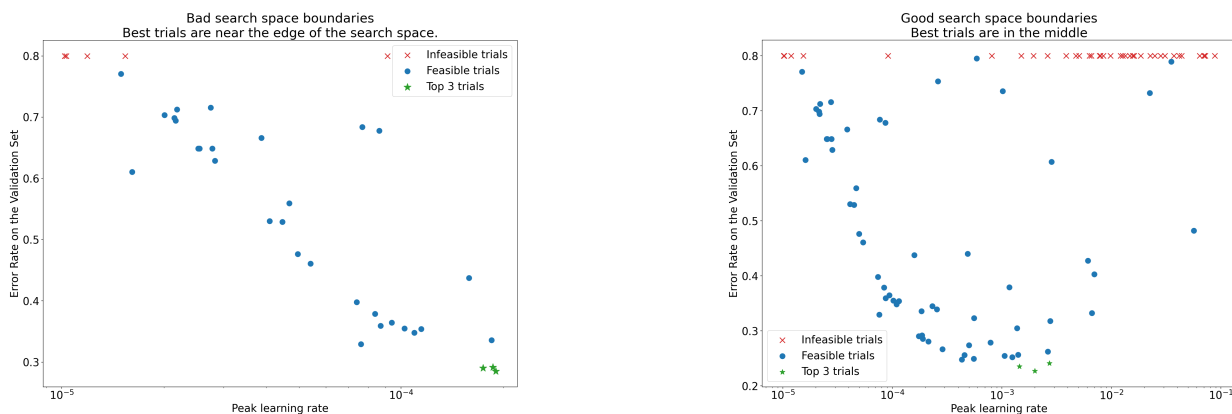 Bad search space boundaries
Best trials are near the edge of the search space.
Error Rate on the Validation Set
0.8
0.7
0.6
0.5
0.4
0.3
Infeasible trials
Feasible trials
Top 3 trials
10⁻⁵
10⁻⁴
Peak learning rate
Good search space boundaries
Best trials are in the middle
Error Rate on the Validation Set
0.8
0.7
0.6
0.5
0.4
0.3
0.2
Infeasible trials
Feasible trials
Top 3 trials
10⁻⁵
10⁻⁴
10⁻³
10⁻²
10⁻¹
Peak learning rate